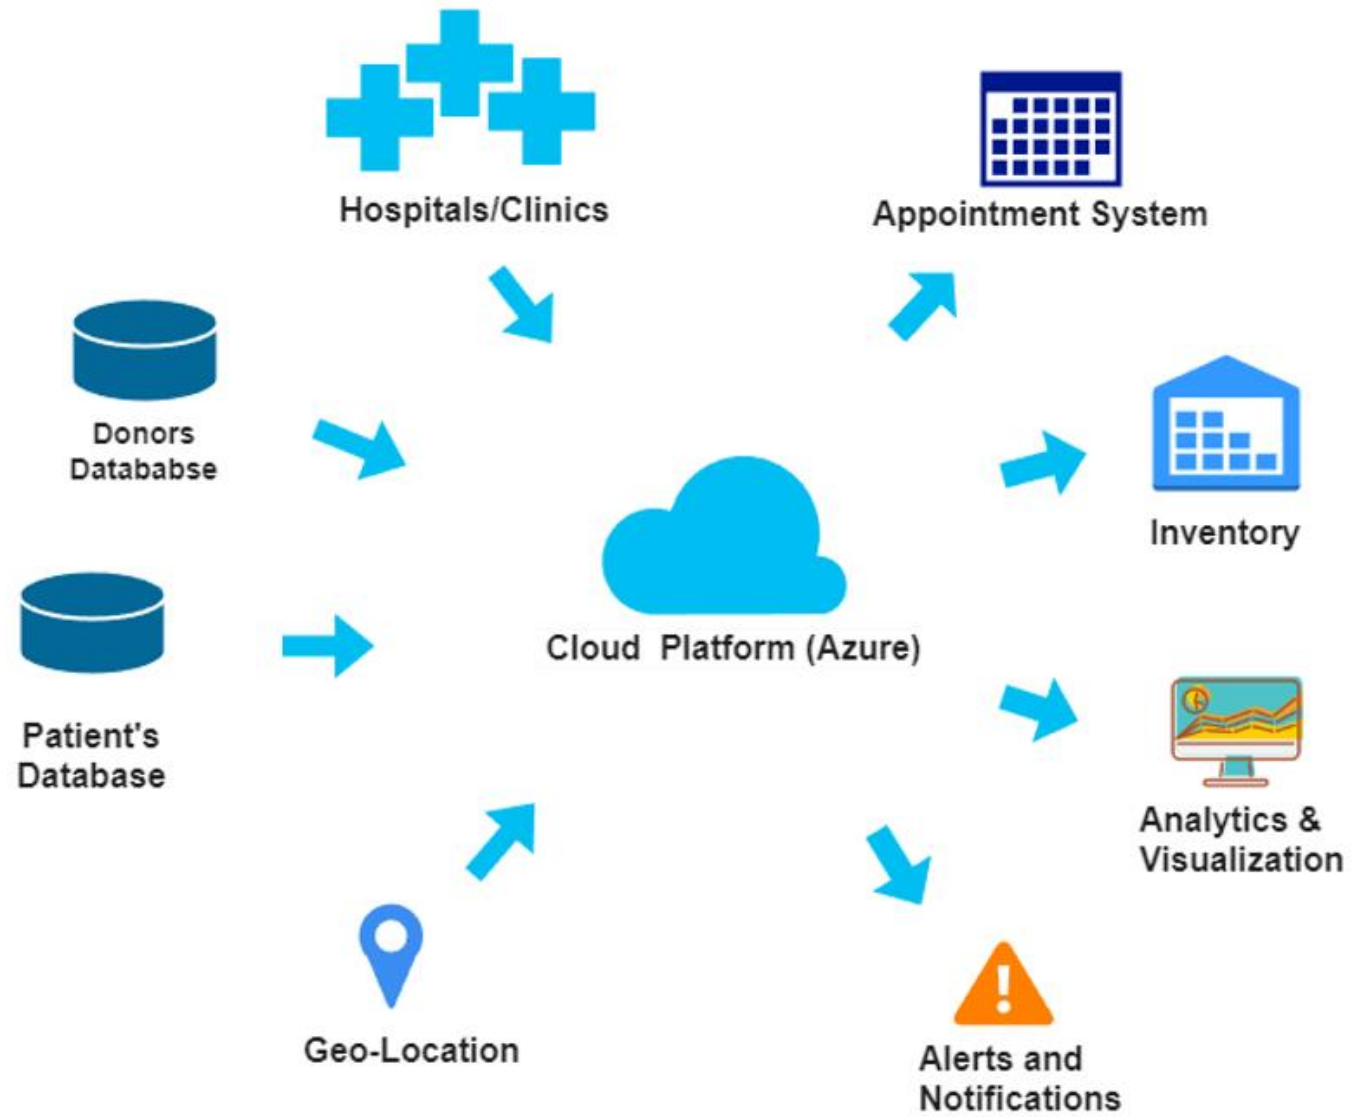 Hospitals/Clinics
Appointment System
Donors
Datababse
Inventory
Cloud Platform (Azure)
Patient's
Database
Analytics &
Visualization
Geo-Location
Alerts and
Notifications